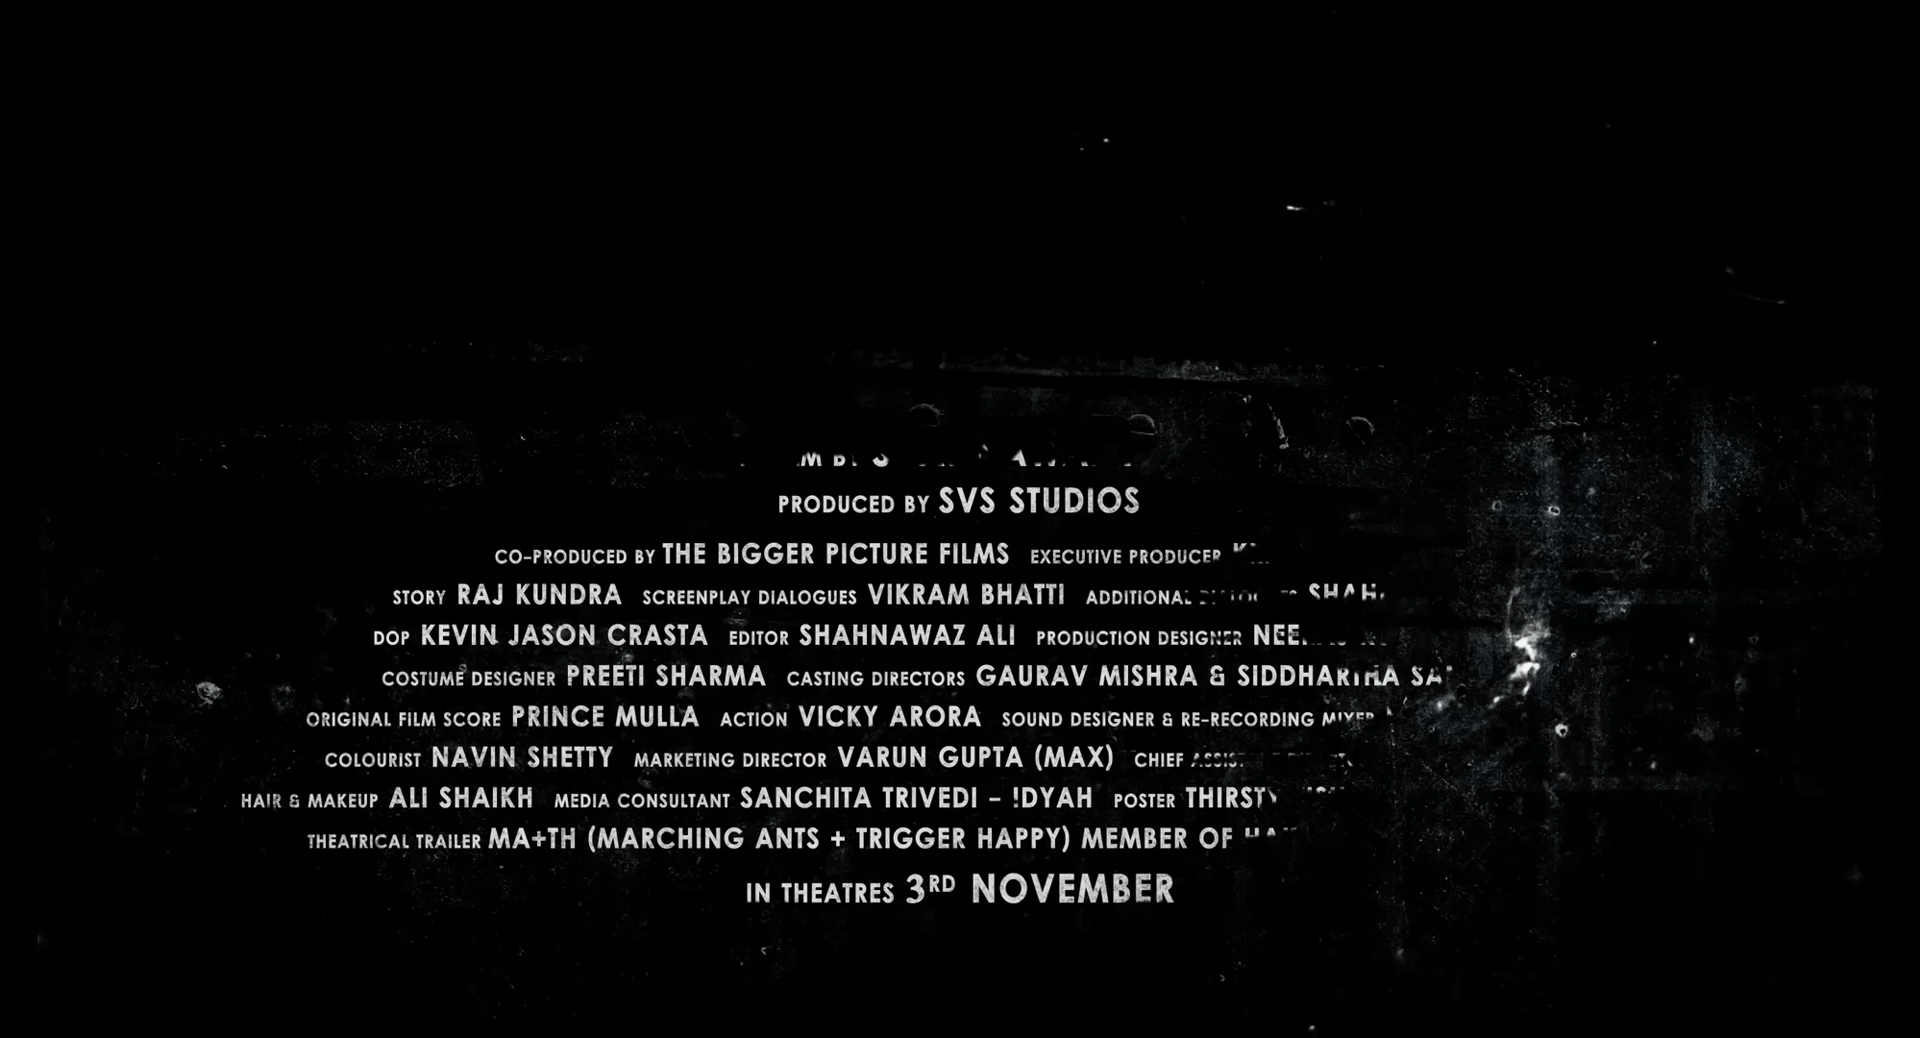 PRODUCED BY SVS STUDIOS
CO-PRODUCED BY THE BIGGER PICTURE FILMS EXECUTIVE PRODUCER
STORY RAJ KUNDRA SCREENPLAY DIALOGUES VIKRAM BHATTI ADDITIONAL
DOP KEVIN JASON CRASTA EDITOR SHAHNAWAZ ALI PRODUCTION DESIGNER
COSTUME DESIGNER PREETI SHARMA CASTING DIRECTORS GAURAV MISHRA & SIDDHARTHA
ORIGINAL FILM SCORE PRINCE MULLA ACTION VICKY ARORA SOUND DESIGNER & RE-RECORDING MIXER
COLOURIST NAVIN SHETTY MARKETING DIRECTOR VARUN GUPTA (MAX) CHIEF
HAIR & MAKEUP ALI SHAIKH MEDIA CONSULTANT SANCHITA TRIVEDI – !DYAH POSTER THIRSTY
THEATRICAL TRAILER MA+TH (MARCHING ANTS + TRIGGER HAPPY) MEMBER OF
IN THEATRES 3RD NOVEMBER